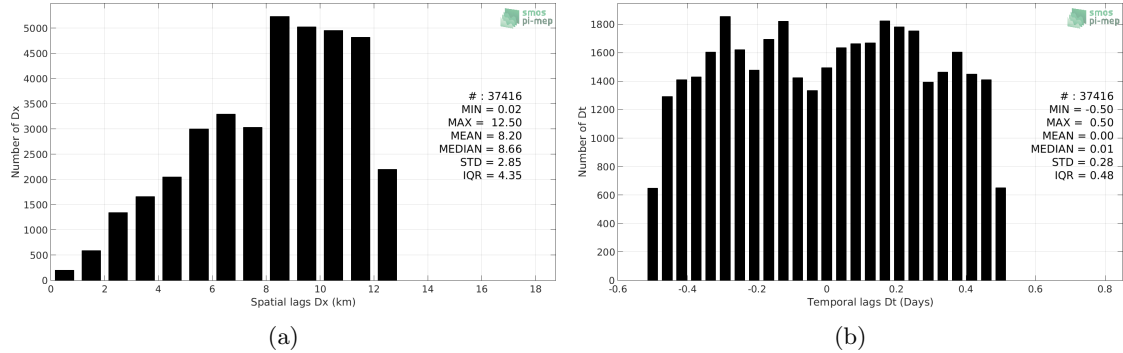 smos
pi-mep
Number of Dx
5000
4500
4000
3500
3000
2500
2000
1500
1000
500
0
# : 37416
MIN = 0.02
MAX = 12.50
MEAN = 8.20
MEDIAN = 8.66
STD = 2.85
IQR = 4.35
0 2 4 6 8 10 12 14 16 18
Spatial lags Dx (km)
(a)
smos
pi-mep
Number of Dt
1800
1600
1400
1200
1000
800
600
400
200
0
# : 37416
MIN = -0.50
MAX = 0.50
MEAN = 0.00
MEDIAN = 0.01
STD = 0.28
IQR = 0.48
-0.6 -0.4 -0.2 0 0.2 0.4 0.6 0.8
Temporal lags Dt (Days)
(b)